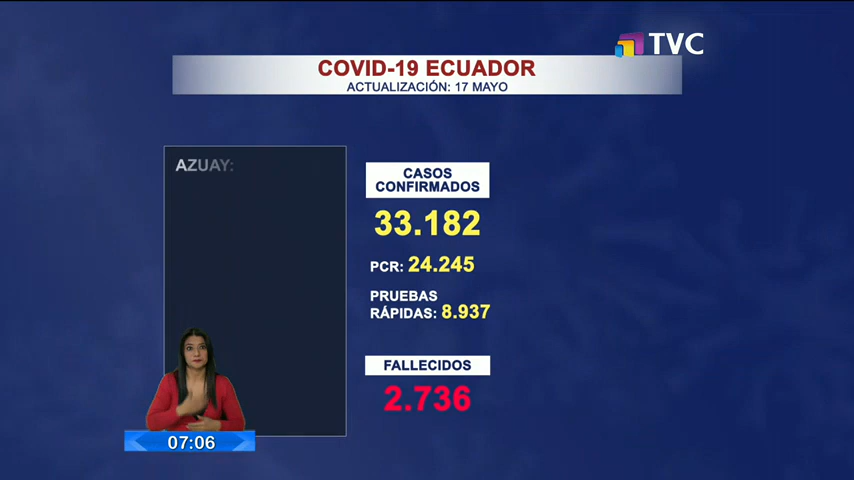 TVC
COVID-19 ECUADOR
ACTUALIZACIÓN: 17 MAYO
AZUAY:
CASOS
CONFIRMADOS
33.182
PCR: 24.245
PRUEBAS
RÁPIDAS: 8.937
FALLECIDOS
2.736
07:06